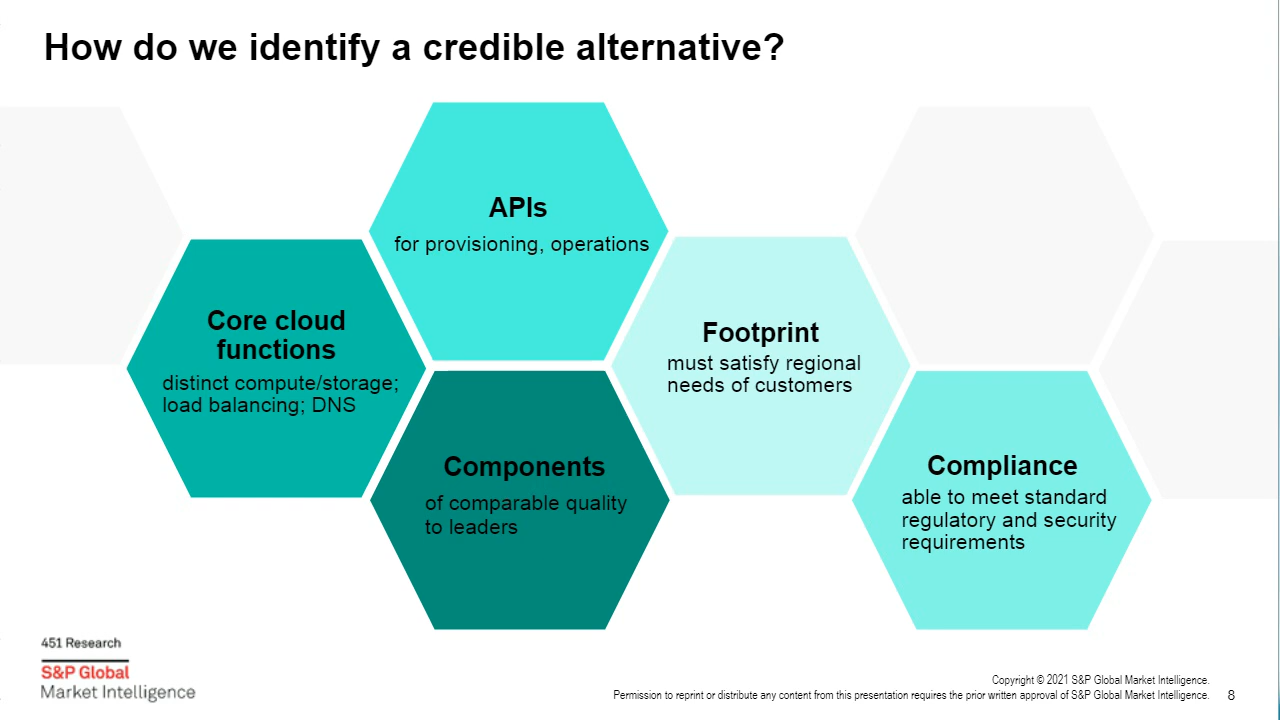 How do we identify a credible alternative?
APIs
for provisioning, operations
Core cloud
functions
distinct compute/storage;
load balancing; DNS
Footprint
must satisfy regional
needs of customers
Components
of comparable quality
to leaders
Compliance
able to meet standard
regulatory and security
requirements
451 Research
S&P Global
Market Intelligence
Copyright © 2021 S&P Global Market Intelligence.
Permission to reprint or distribute any content from this presentation requires the prior written approval of S&P Global Market Intelligence.
8